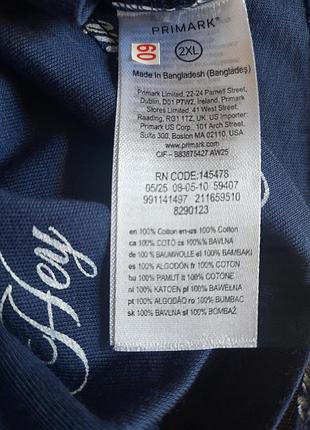 PRIMARK®
60
2XL
Made in Bangladesh (Bangladeş)
Primark Limited, 22-24 Parnell Street,
Dublin, D01 P7W2, Ireland, Primark
Stores Limited, 41 West Street,
Reading, RG1 1TZ, UK, US Importer:
Primark US Corp., 101 Arch Street,
Suite 300, Boston MA 02110, USA.
www.primark.com
CIF – B83875427 AW25
RN CODE:145478
05/25 08-05-10 59407
991141497 211659510
8290123
en 100% Cotton en-us 100% Cotton
ca 100% COTÓ cs 100% BAVLNA
de 100% BAUMWOLLE el 100% ΒΑΜΒΑΚΙ
es 100% ALGODÓN fr 100% COTON
hu 100% PAMUT it 100% COTONE
nl 100% KATOEN pl 100% BAWEŁNA
pt 100% ALGODÃO ro 100% BUMBAC
sk 100% BAVLNA sl 100% BOMBAŽ
Hey